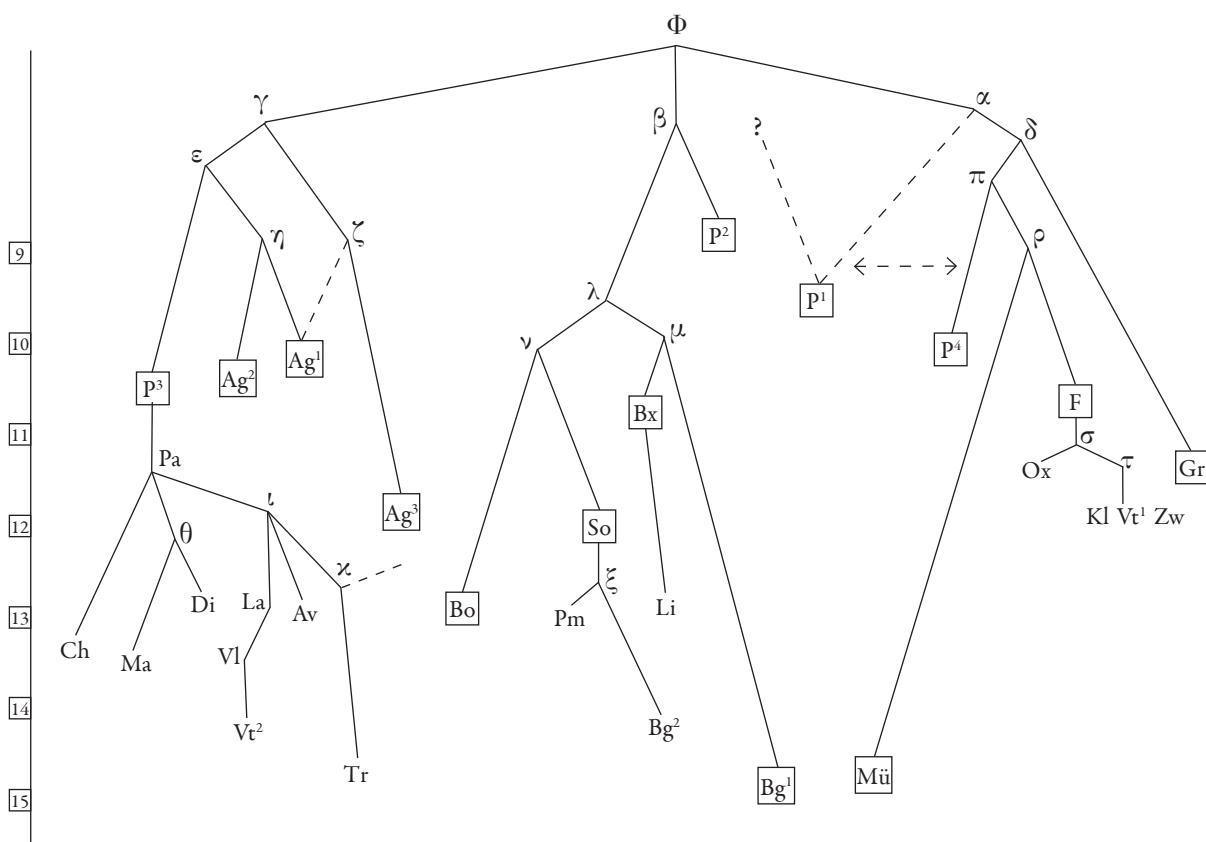 Φ
γ
β
?
α
δ
ε
π
η
ζ
P²
ρ
9
λ
P¹
10
ν
μ
P⁴
Ag¹
Ag²
P³
Bx
F
11
Pa
σ
τ
Ox
Gr
ι
Ag³
Kl Vt¹ Zw
12
θ
So
ϰ
ξ
Di
La
Av
Bo
Pm
Li
13
Ch
Ma
Vl
14
Vt²
Bg²
Tr
Bg¹
Mü
15